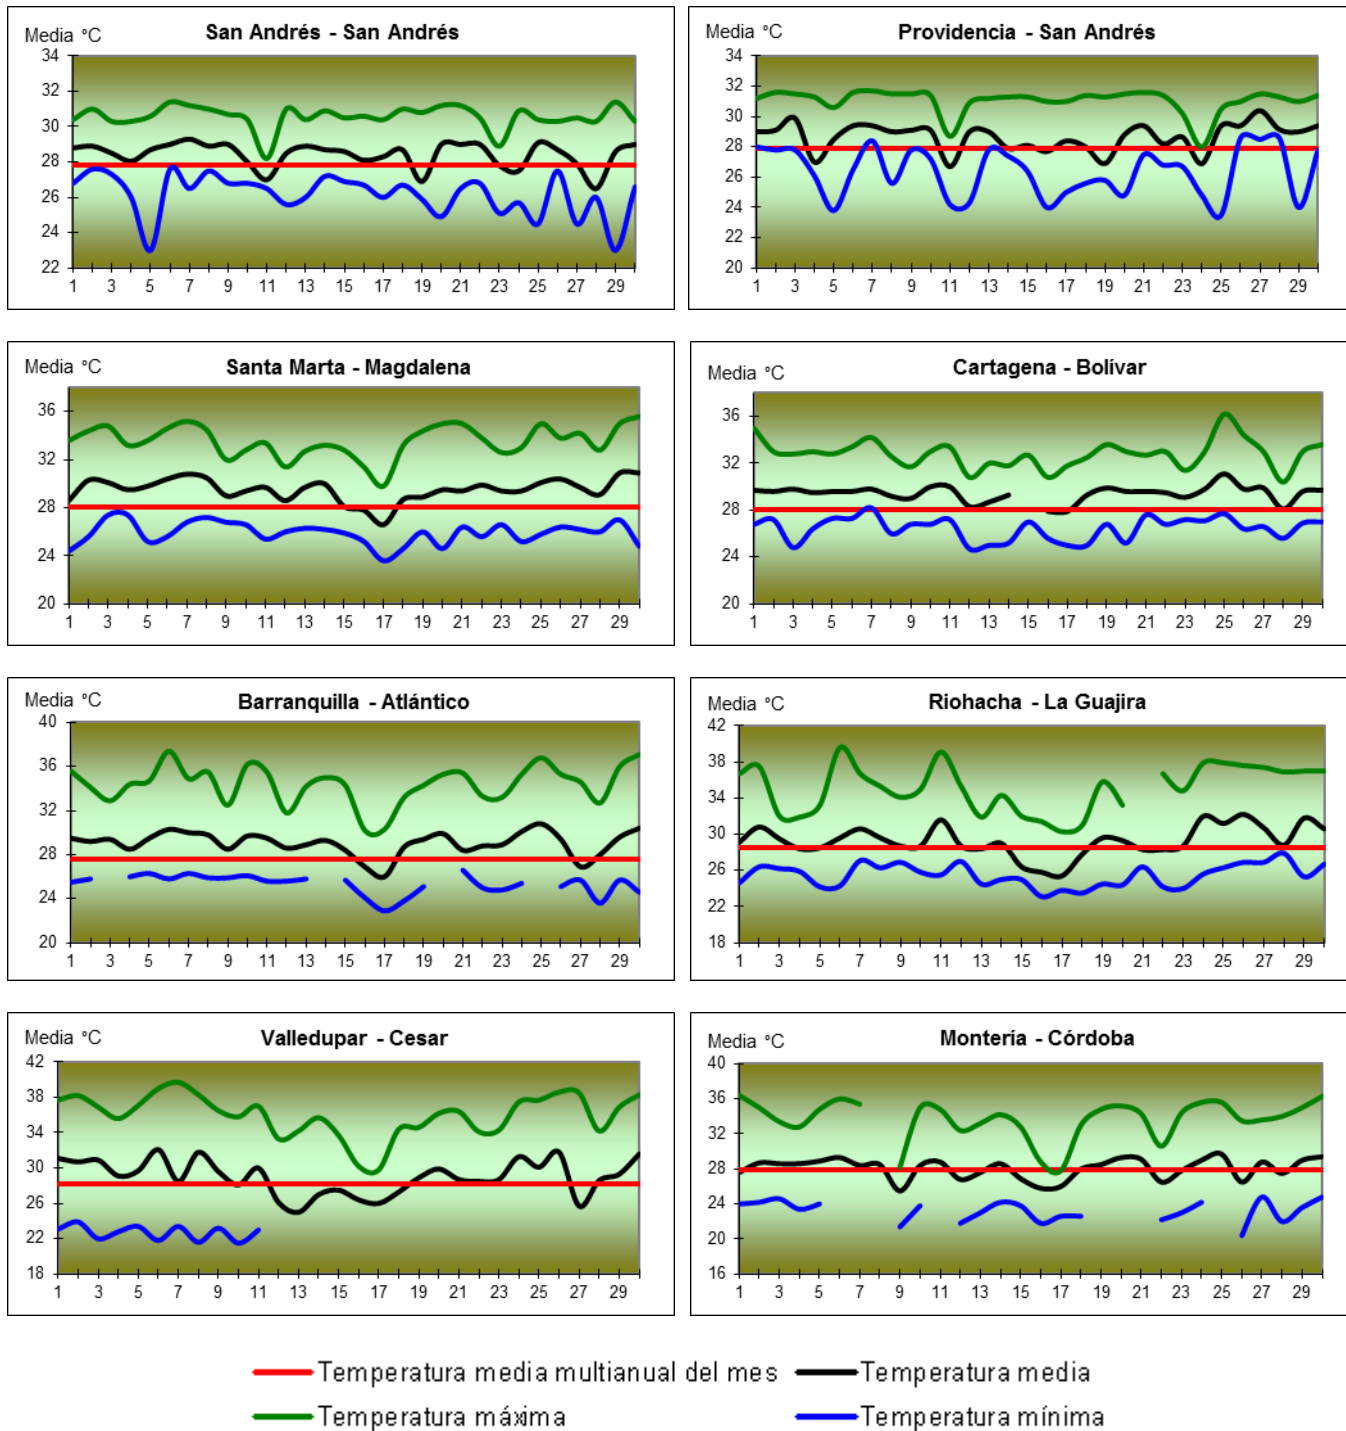 San Andrés - San Andrés
Media °C
34
32
30
28
26
24
22
1 3 5 7 9 11 13 15 17 19 21 23 25 27 29
Providencia - San Andrés
Media °C
34
32
30
28
26
24
22
20
1 3 5 7 9 11 13 15 17 19 21 23 25 27 29
Santa Marta - Magdalena
Media °C
36
32
28
24
20
1 3 5 7 9 11 13 15 17 19 21 23 25 27 29
Cartagena - Bolívar
Media °C
36
32
28
24
20
1 3 5 7 9 11 13 15 17 19 21 23 25 27 29
Barranquilla - Atlántico
Media °C
40
36
32
28
24
20
1 3 5 7 9 11 13 15 17 19 21 23 25 27 29
Riohacha - La Guajira
Media °C
42
38
34
30
26
22
18
1 3 5 7 9 11 13 15 17 19 21 23 25 27 29
Valledupar - Cesar
Media °C
42
38
34
30
26
22
18
1 3 5 7 9 11 13 15 17 19 21 23 25 27 29
Montería - Córdoba
Media °C
40
36
32
28
24
20
16
1 3 5 7 9 11 13 15 17 19 21 23 25 27 29
Temperatura media multianual del mes
Temperatura media
Temperatura máxima
Temperatura mínima